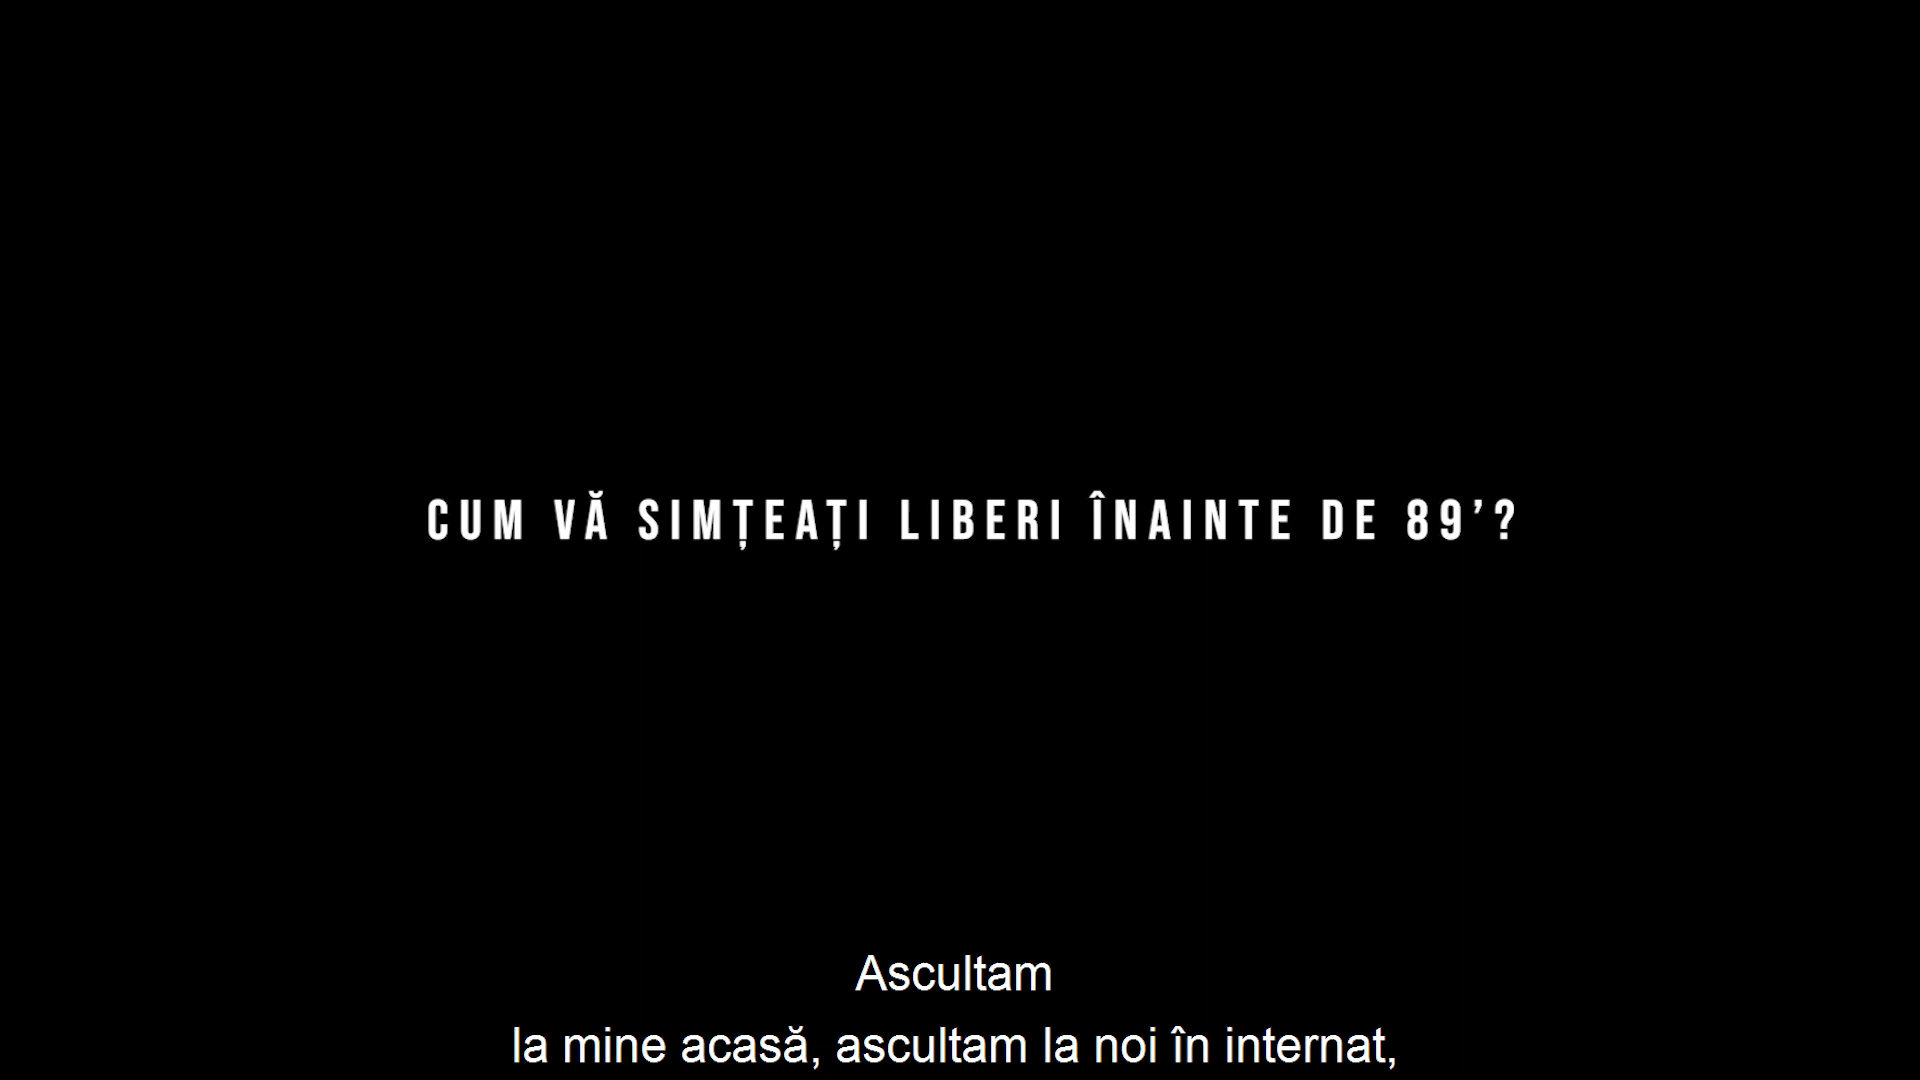 CUM VĂ SIMȚEAȚI LIBERI ÎNAINTE DE 89’?
Ascultam
la mine acasă, ascultam la noi în internat,